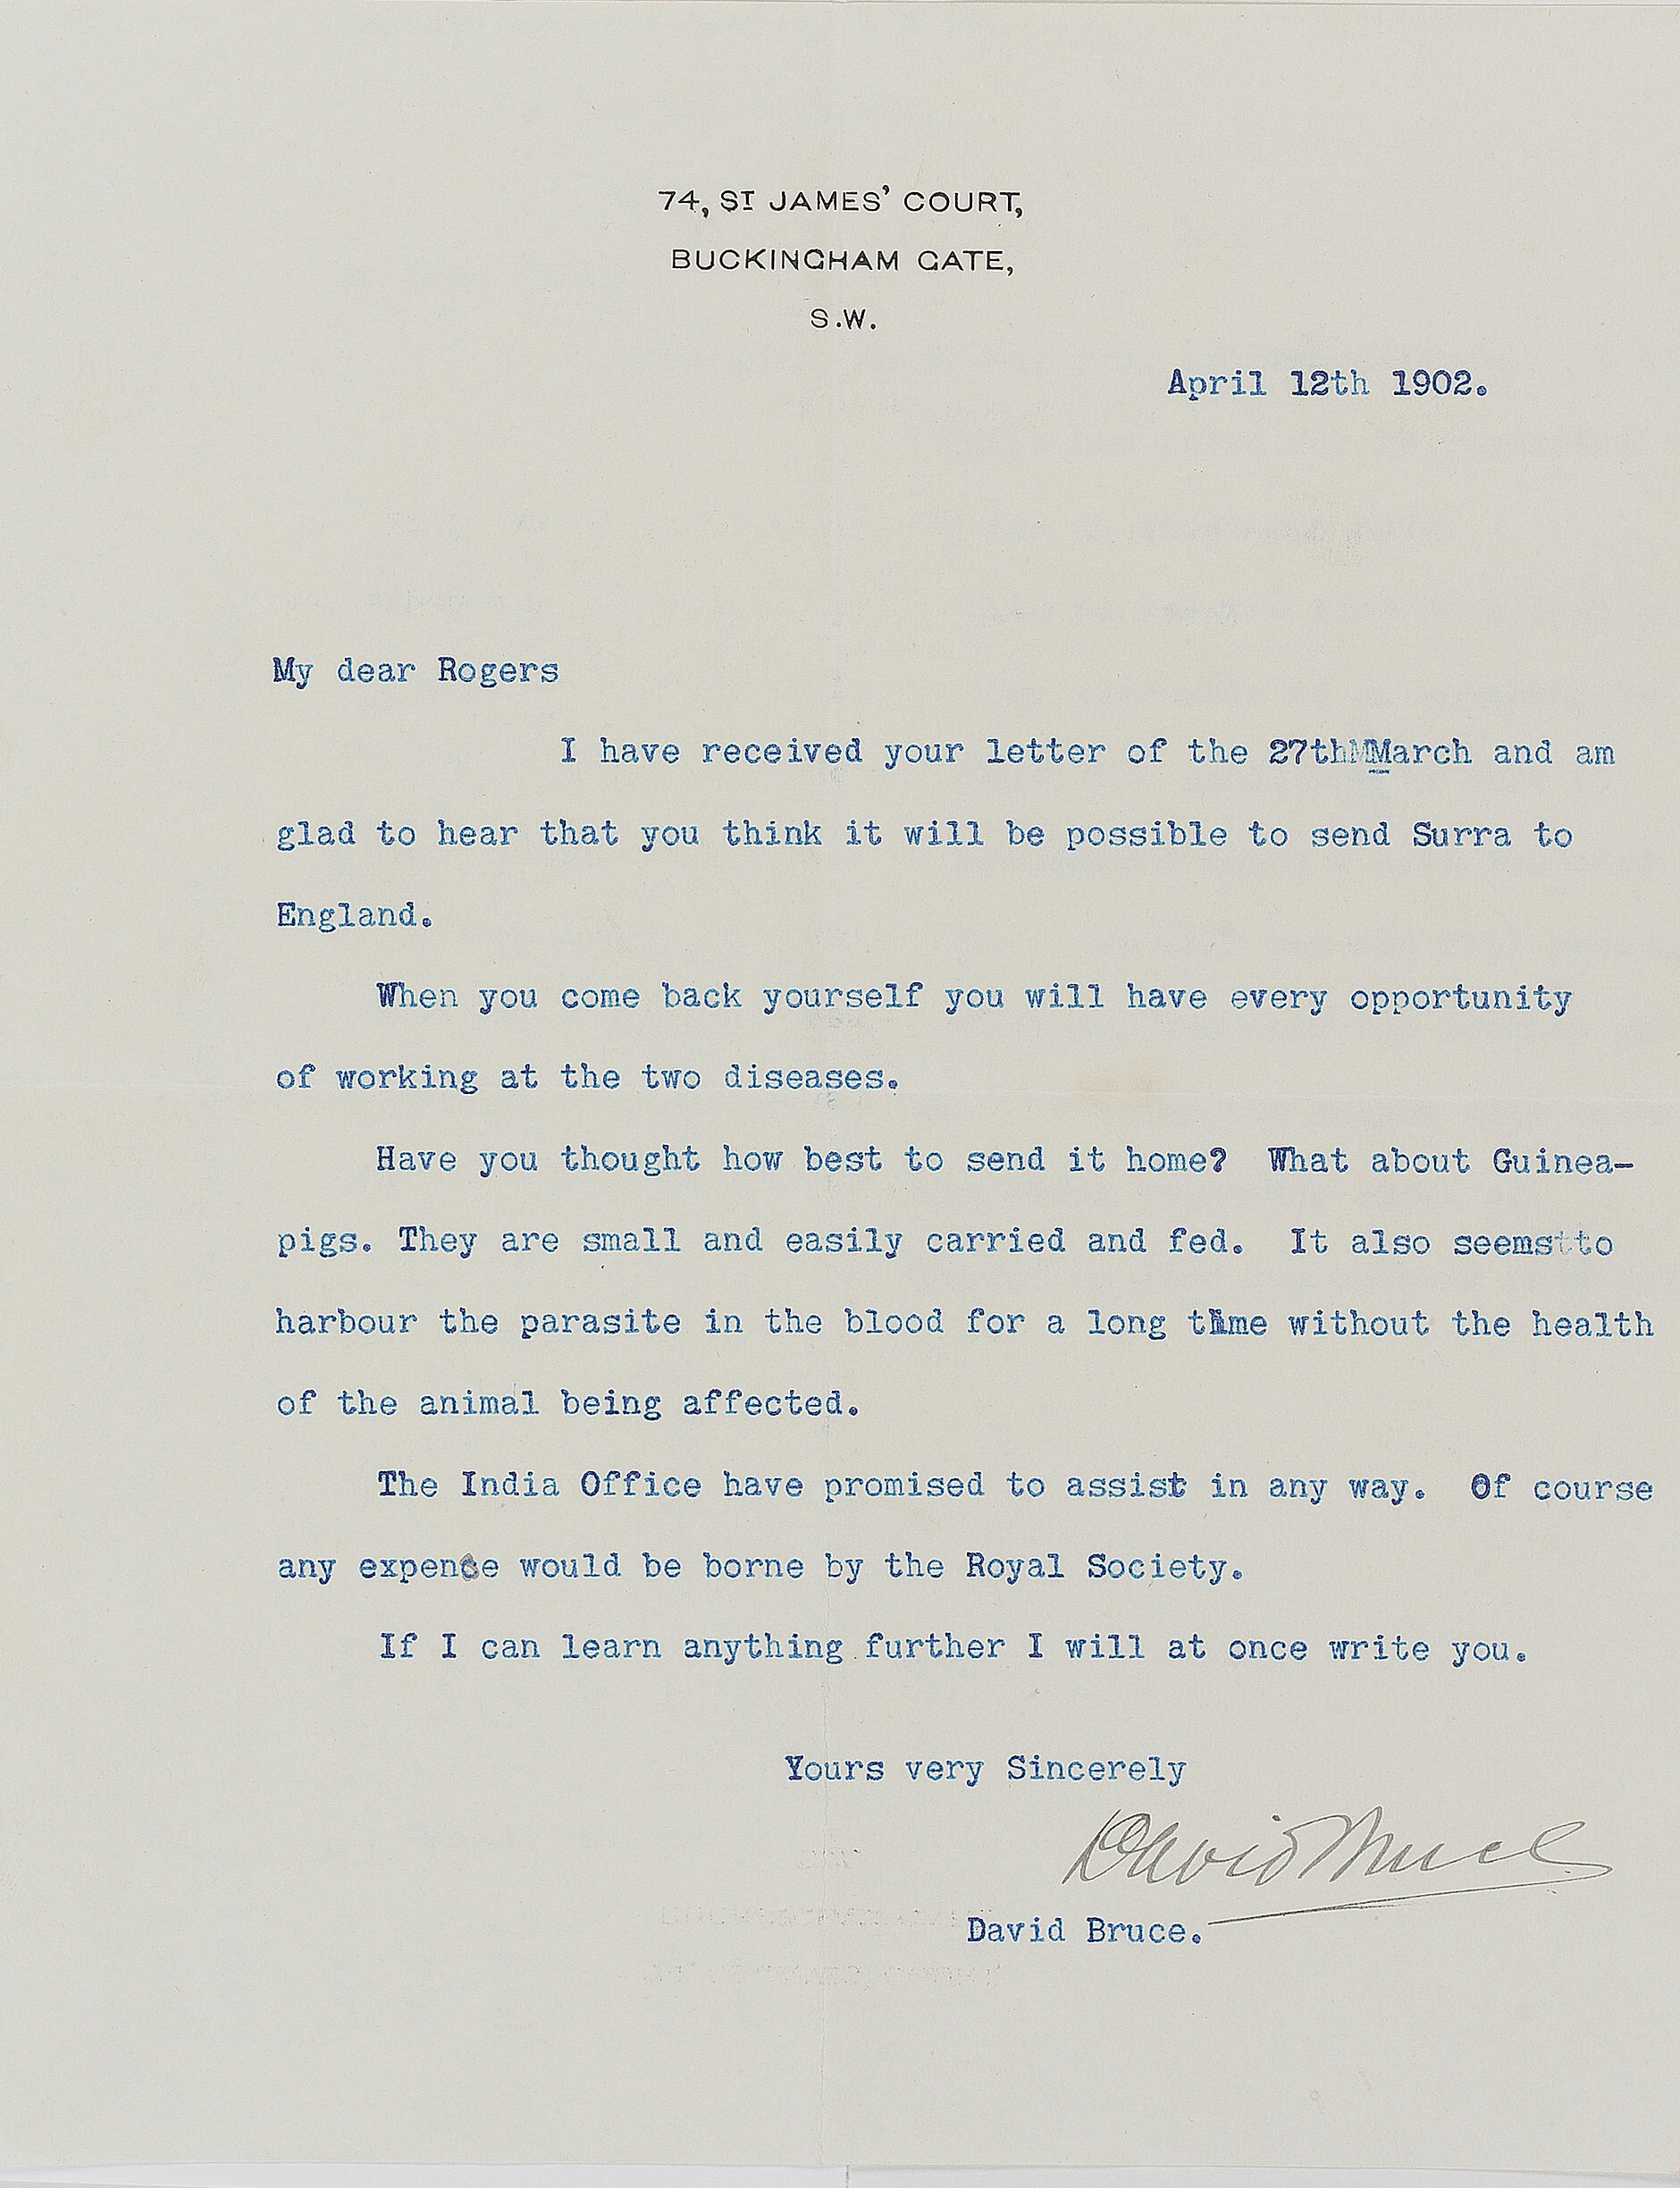 74, ST JAMES' COURT,
BUCKINGHAM GATE,
S.W.
April 12th 1902.
My dear Rogers
I have received your letter of the 27th March and am
glad to hear that you think it will be possible to send Surra to
England.
When you come back yourself you will have every opportunity
of working at the two diseases.
Have you thought how best to send it home? What about Guinea-
pigs. They are small and easily carried and fed. It also seems to
harbour the parasite in the blood for a long time without the health
of the animal being affected.
The India Office have promised to assist in any way. Of course
any expense would be borne by the Royal Society.
If I can learn anything further I will at once write you.
Yours very Sincerely
David Bruce
David Bruce.